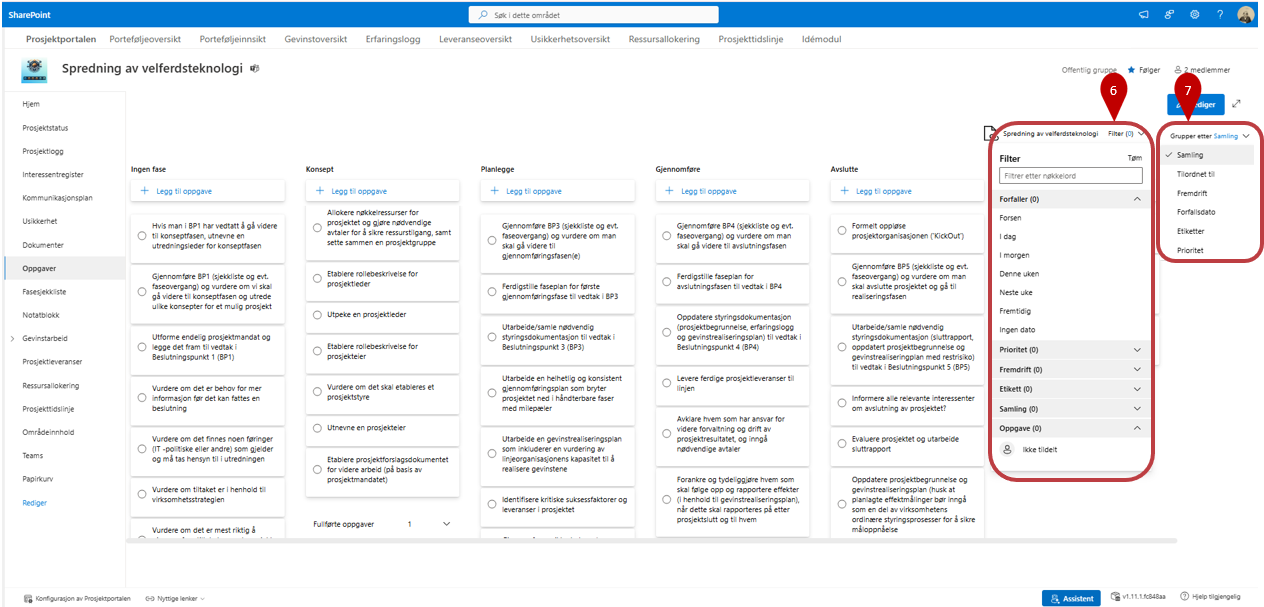 SharePoint
Søk i dette området
Prosjektportalen Porteføljeoversikt Porteføljeinnsikt Gevinstoversikt Erfaringslogg Leveranseoversikt Usikkerhetsoversikt Ressursallokering Prosjekttidslinje Idémodul
Spredning av velferdsteknologi
Offentlig gruppe Følger 2 medlemmer
6
7
Hjem
Prosjektstatus
Prosjektlogg
Interessentregister
Kommunikasjonsplan
Usikkerhet
Dokumenter
Oppgaver
Fasesjekkliste
Notatblokk
Gevinstarbeid
Prosjektleveranser
Ressursallokering
Prosjekttidslinje
Områdeinnhold
Teams
Papirkurv
Rediger
Ingen fase
Legg til oppgave
Hvis man i BP1 har vedtatt å gå videre
til konseptfasen, utnevne en
utredningsleder for konseptfasen
Gjennomføre BP1 (sjekkliste og evt.
faseovergang) og vurdere om vi skal
gå videre til konseptfasen og utrede
ulike konsepter for et mulig prosjekt
Utforme endelig prosjektmandat og
legge det fram til vedtak i
Beslutningspunkt 1 (BP1)
Vurdere om det er behov for mer
informasjon før det kan fattes en
beslutning
Vurdere om det finnes noen føringer
(IT -politiske eller andre) som gjelder
og må tas hensyn til i utredningen
Vurdere om tiltaket er i henhold til
virksomhetsstrategien
Vurdere om det er mest riktig å
Konsept
Legg til oppgave
Allokere nøkkelressurser for
prosjektet og gjøre nødvendige
avtaler for å sikre ressurstilgang, samt
sette sammen en prosjektgruppe
Etablere rollebeskrivelse for
prosjektleder
Utpeke en prosjektleder
Etablere rollebeskrivelse for
prosjekteier
Vurdere om det skal etableres et
prosjektstyre
Utnevne en prosjekteier
Etablere prosjektforslagsdokumentet
for videre arbeid (på basis av
prosjektmandatet)
Fullførte oppgaver 1
Planlegge
Legg til oppgave
Gjennomføre BP3 (sjekkliste og evt.
faseovergang) og vurdere om man
skal gå videre til
gjennomføringsfasen(e)
Ferdigstille faseplan for første
gjennomføringsfase til vedtak i BP3
Utarbeide/samle nødvendig
styringsdokumentasjon til vedtak i
Beslutningspunkt 3 (BP3)
Utarbeide en helhetlig og konsistent
gjennomføringsplan som bryter
prosjektet ned i håndterbare faser
med milepæler
Utarbeide en gevinstrealiseringsplan
som inkluderer en vurdering av
linjeorganisasjonens kapasitet til å
realisere gevinstene
Identifisere kritiske suksessfaktorer og
leveranser i prosjektet
Gjennomføre
Legg til oppgave
Gjennomføre BP4 (sjekkliste og evt.
faseovergang) og vurdere om man
skal gå videre til avslutningsfasen
Ferdigstille faseplan for
avslutningsfasen til vedtak i BP4
Oppdatere styringsdokumentasjon
(prosjektbegrunnelse, erfaringslogg
og gevinstrealiseringsplan) til vedtak i
Beslutningspunkt 4 (BP4)
Levere ferdige prosjektleveranser til
linjen
Avklare hvem som har ansvar for
videre forvaltning og drift av
prosjektresultatet, og inngå
nødvendige avtaler
Forankre og tydeliggjøre hvem som
skal følge opp og rapportere effekter
(i henhold til gevinstrealiseringsplan),
når dette skal rapporteres på etter
prosjektslutt og til hvem
Avslutte
Legg til oppgave
Formelt oppløse
prosjektorganisasjonen ('KickOut')
Gjennomføre BP5 (sjekkliste og evt.
faseovergang) og vurdere om man
skal avslutte prosjektet og gå til
realiseringsfasen
Utarbeide/samle nødvendig
styringsdokumentasjon (sluttrapport,
oppdatert prosjektbegrunnelse og
gevinstrealiseringplan med restrisiko)
til vedtak i Beslutningspunkt 5 (BP5)
Informere alle relevante interessenter
om avslutning av prosjektet?
Evaluere prosjektet og utarbeide
sluttrapport
Oppdatere prosjektbegrunnelse og
gevinstrealiseringsplan (husk at
planlagte effektmålinger bør inngå
som en del av virksomhetens
ordinære styringsprosesser for å sikre
måloppnåelse
Spredning av velferdsteknologi Filter (0)
Filter Tøm
Filtrer etter nøkkelord
Forfaller (0)
Forsen
I dag
I morgen
Denne uken
Neste uke
Fremtidig
Ingen dato
Prioritet (0)
Fremdrift (0)
Etikett (0)
Samling (0)
Oppgave (0)
Ikke tildelt
Grupper etter Samling
Samling
Tilordnet til
Fremdrift
Forfallsdato
Etiketter
Prioritet
Konfigurasjon av Prosjektportalen Nyttige lenker
Assistent v1.11.1.fc848aa Hjelp tilgjengelig